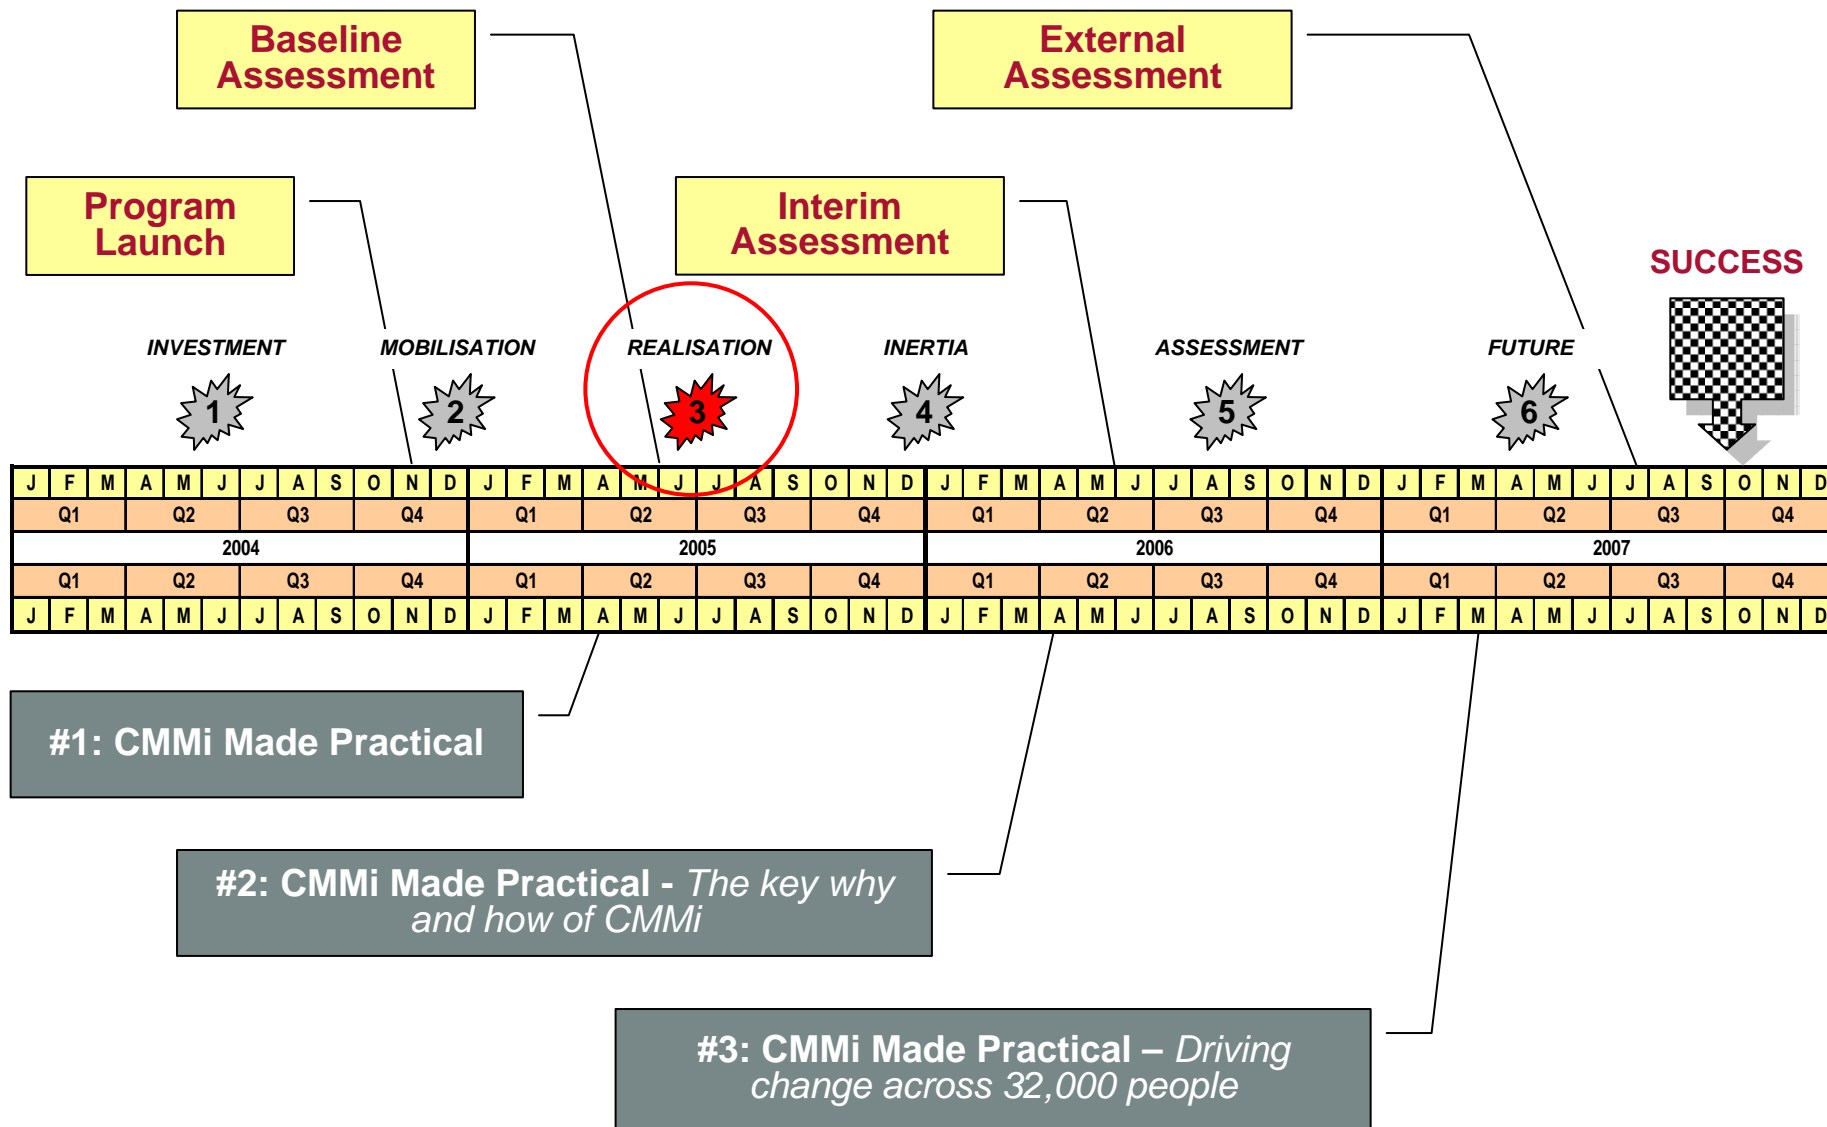 Baseline
Assessment
External
Assessment
Program
Launch
Interim
Assessment
SUCCESS
INVESTMENT MOBILISATION REALISATION INERTIA ASSESSMENT FUTURE
1 2 3 4 5 6
J F M A M J J A S O N D J F M A M J J A S O N D J F M A M J J A S O N D J F M A M J J A S O N D
Q1 Q2 Q3 Q4 Q1 Q2 Q3 Q4 Q1 Q2 Q3 Q4 Q1 Q2 Q3 Q4
2004 2005 2006 2007
Q1 Q2 Q3 Q4 Q1 Q2 Q3 Q4 Q1 Q2 Q3 Q4 Q1 Q2 Q3 Q4
J F M A M J J A S O N D J F M A M J J A S O N D J F M A M J J A S O N D J F M A M J J A S O N D
#1: CMMi Made Practical
#2: CMMi Made Practical - The key why
and how of CMMi
#3: CMMi Made Practical – Driving
change across 32,000 people